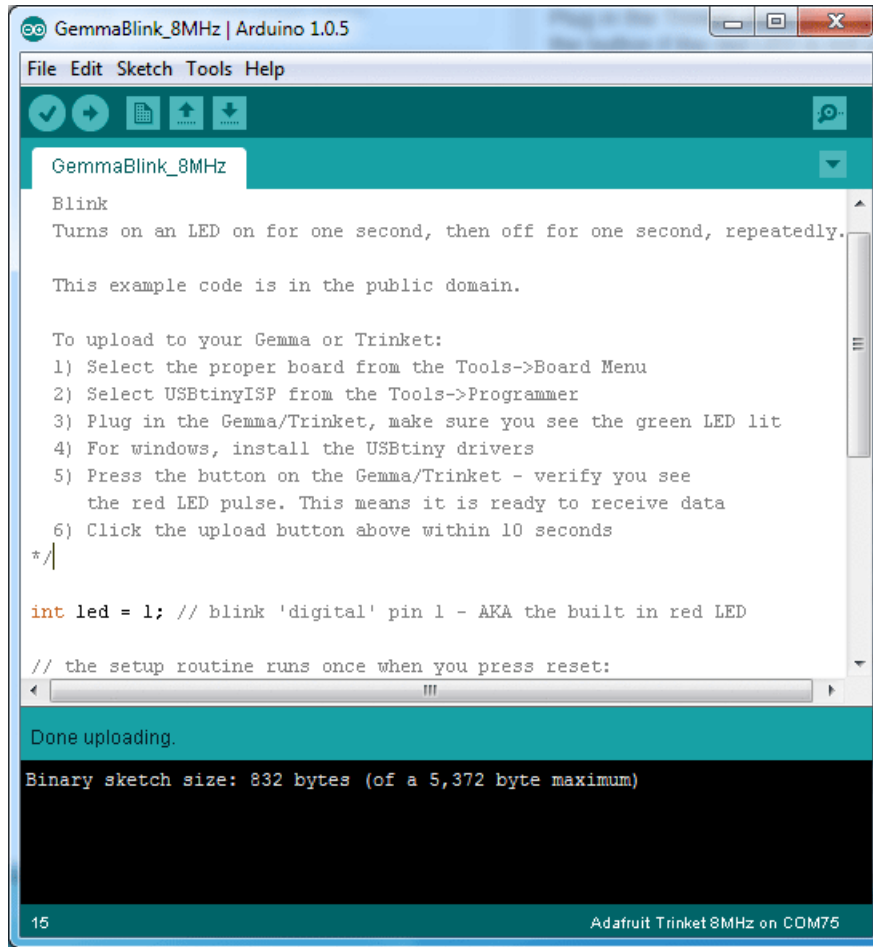 GemmaBlink_8MHz | Arduino 1.0.5
File Edit Sketch Tools Help
GemmaBlink_8MHz
Blink
Turns on an LED on for one second, then off for one second, repeatedly.
This example code is in the public domain.
To upload to your Gemma or Trinket:
1) Select the proper board from the Tools->Board Menu
2) Select USBtinyISP from the Tools->Programmer
3) Plug in the Gemma/Trinket, make sure you see the green LED lit
4) For windows, install the USBtiny drivers
5) Press the button on the Gemma/Trinket - verify you see
the red LED pulse. This means it is ready to receive data
6) Click the upload button above within 10 seconds
*/
int led = 1; // blink 'digital' pin 1 - AKA the built in red LED
// the setup routine runs once when you press reset:
Done uploading.
Binary sketch size: 832 bytes (of a 5,372 byte maximum)
15
Adafruit Trinket 8MHz on COM75